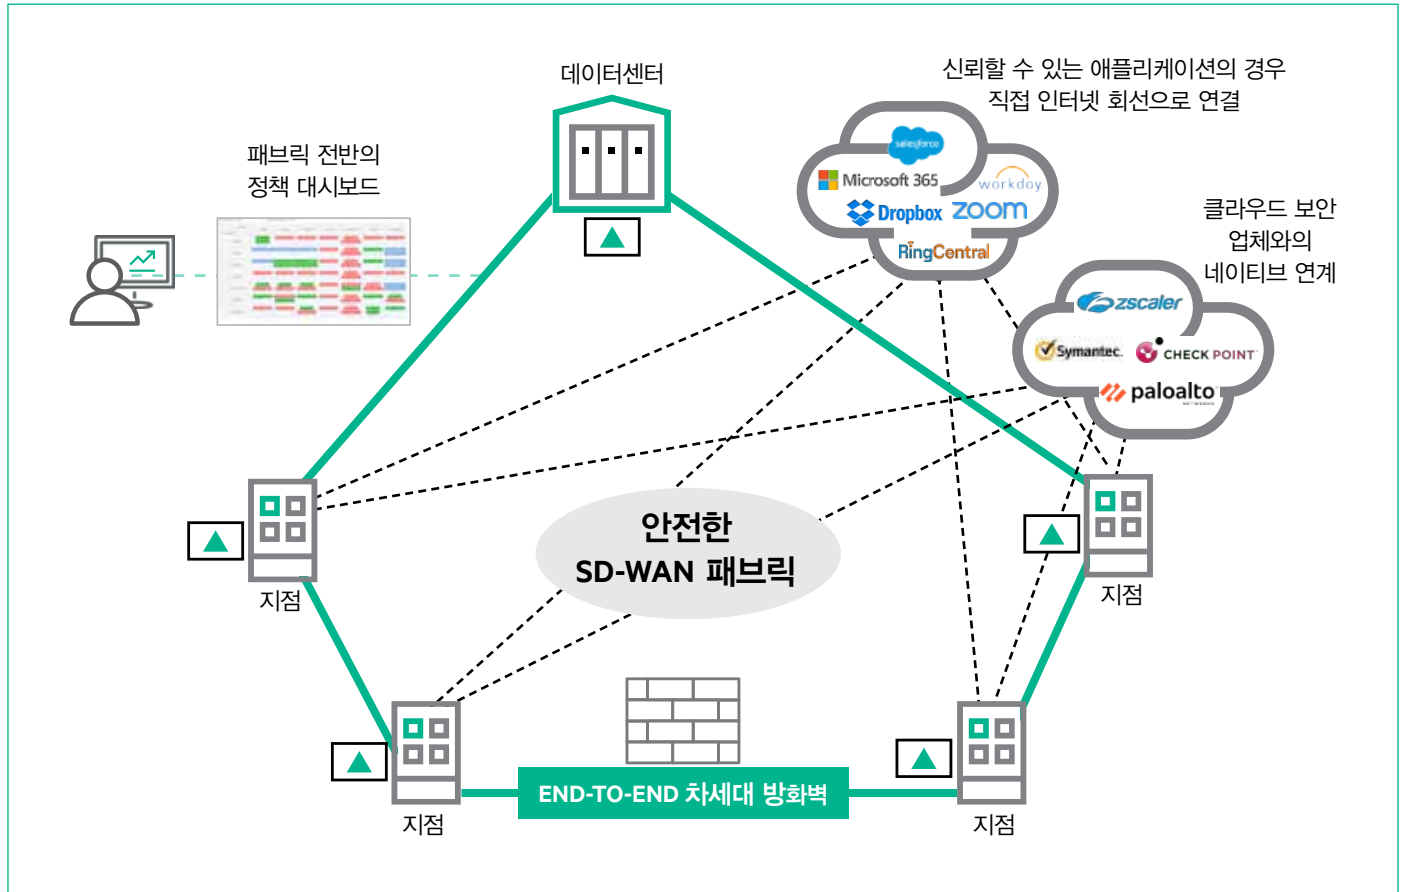 데이터센터
신뢰할 수 있는 애플리케이션의 경우
직접 인터넷 회선으로 연결
패브릭 전반의
정책 대시보드
salesforce
Microsoft 365
workday
Dropbox
zoom
RingCentral
클라우드 보안
업체와의
네이티브 연계
zscaler
Symantec.
CHECK POINT
paloalto
NETWORKS
안전한
SD-WAN 패브릭
지점
지점
END-TO-END 차세대 방화벽
지점
지점